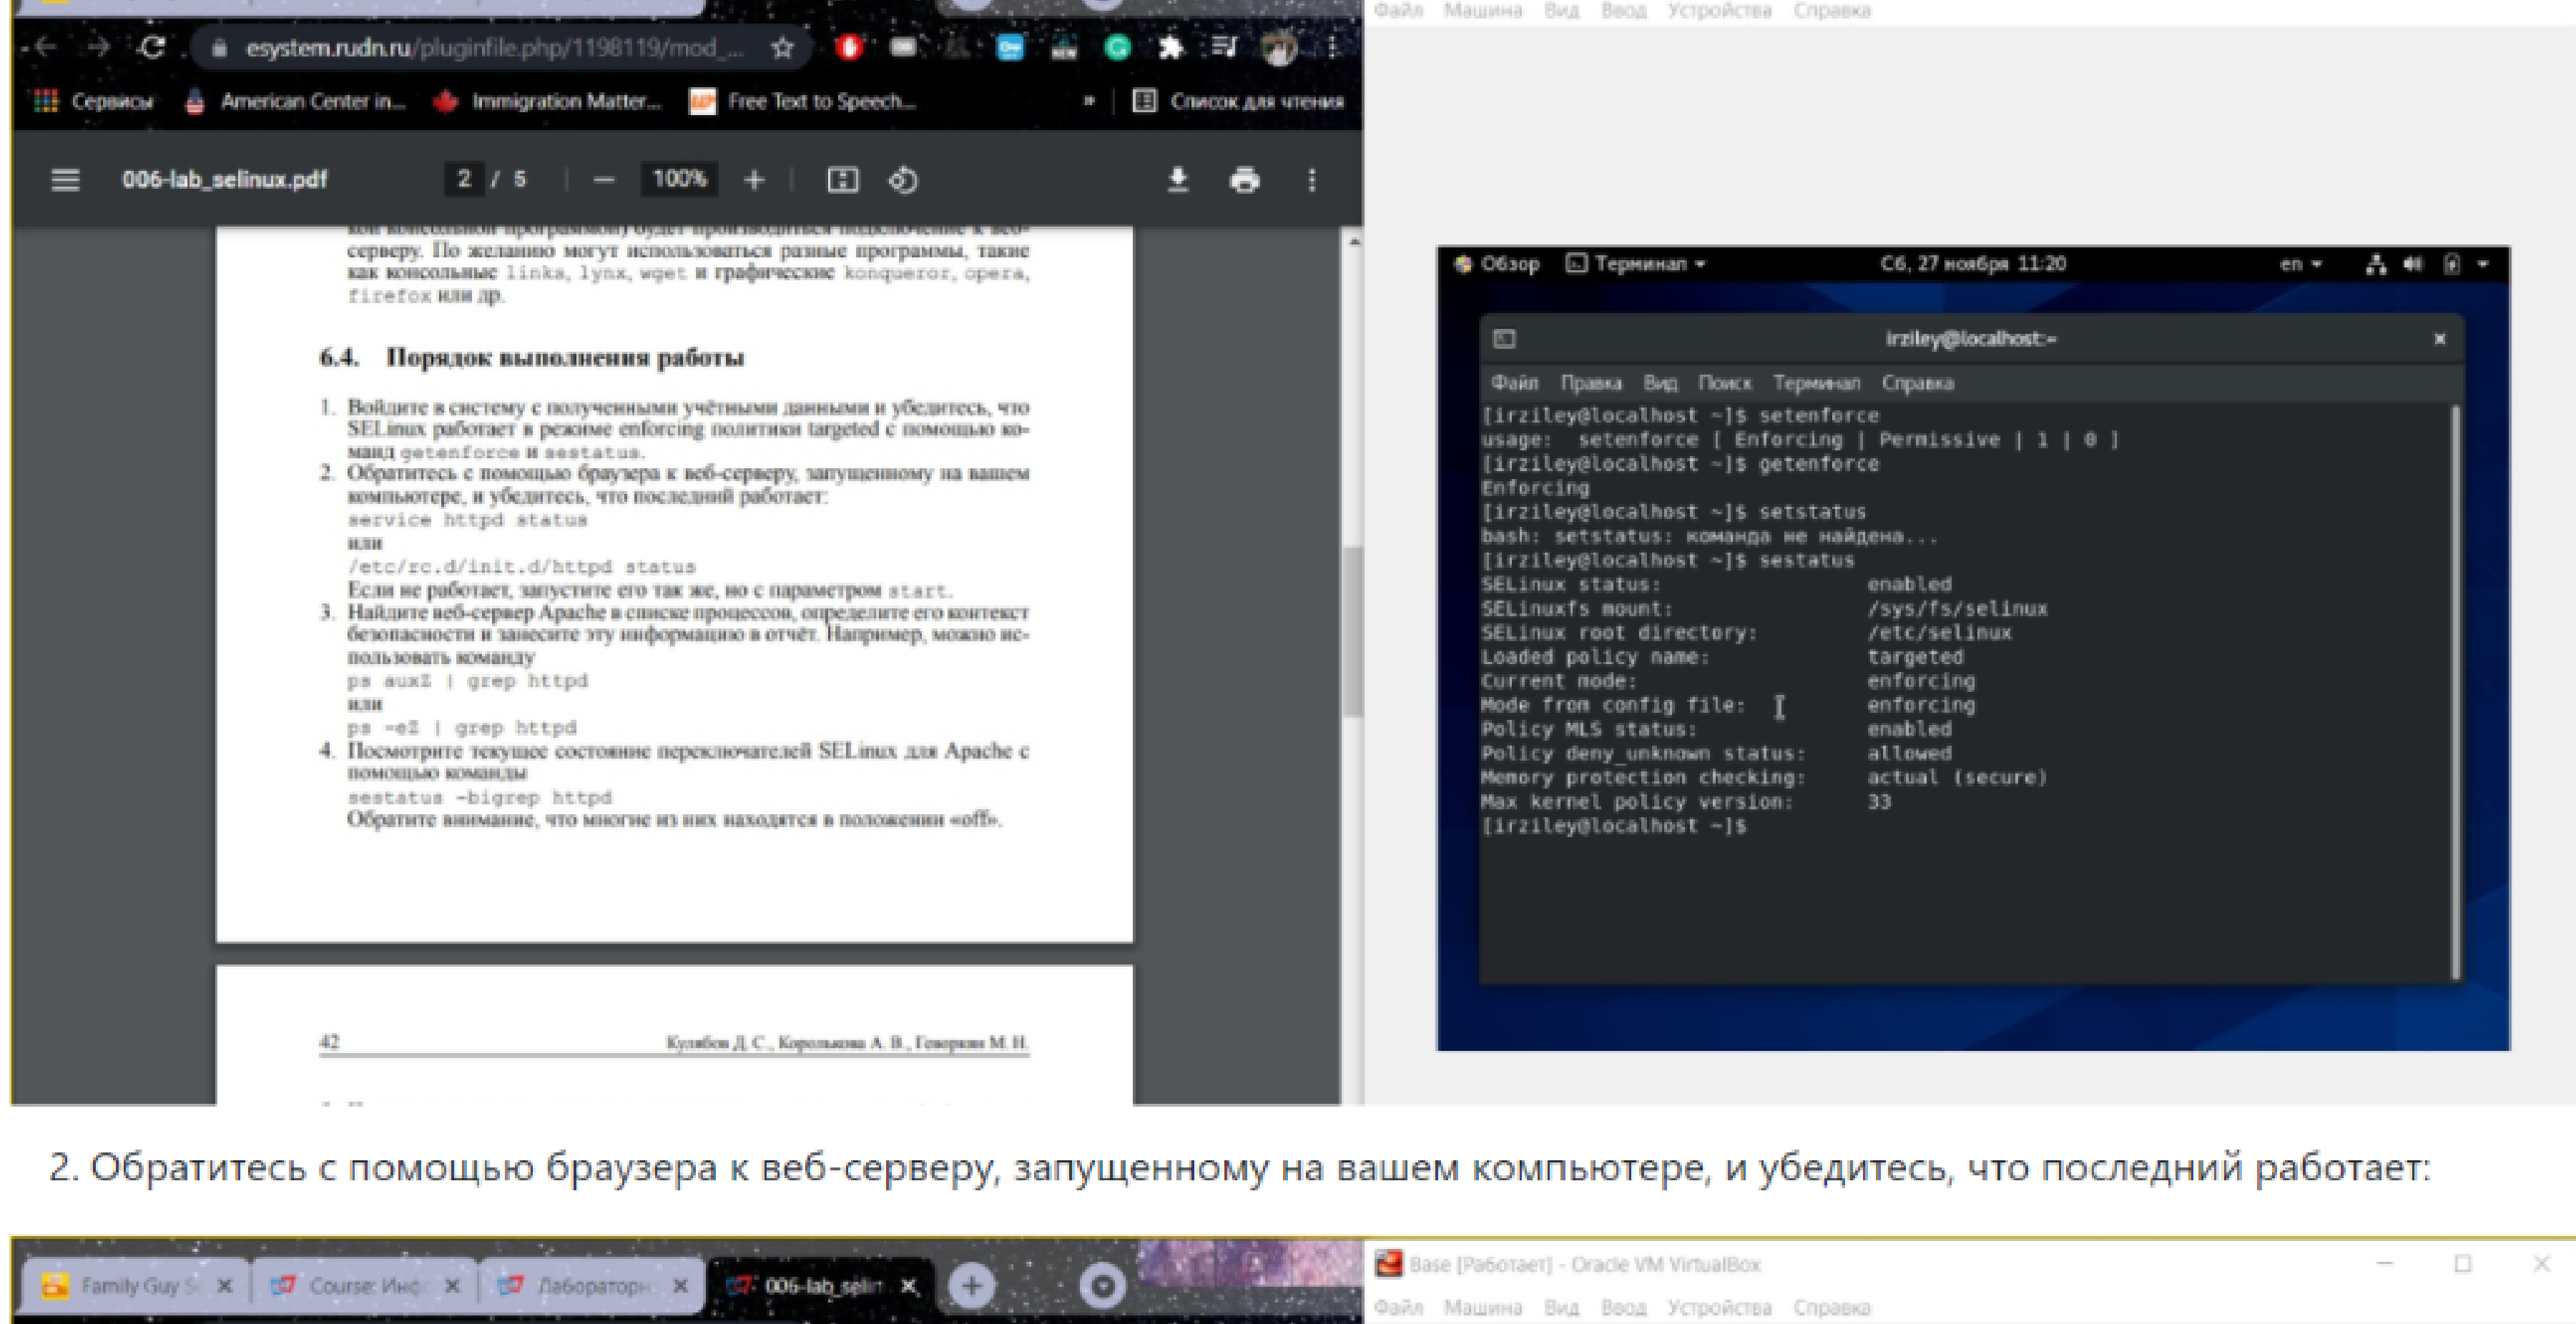 Файл Машина Вид Ввод Устройства Справка
esystem.rudn.ru/pluginfile.php/1198119/mod_...
Сервисы American Center in... Immigration Matter... Free Text to Speech... » Список для чтения
006-lab_selinux.pdf 2 / 5 — 100% +
кой консольной программой) будет производиться подключение к веб-
серверу. По желанию могут использоваться разные программы, такие
как консольные links, lynx, wget и графические konqueror, opera,
firefox или др.
6.4. Порядок выполнения работы
1. Войдите в систему с полученными учётными данными и убедитесь, что
SELinux работает в режиме enforcing политики targeted с помощью ко-
манд getenforce и sestatus.
2. Обратитесь с помощью браузера к веб-серверу, запущенному на вашем
компьютере, и убедитесь, что последний работает:
service httpd status
или
/etc/rc.d/init.d/httpd status
Если не работает, запустите его так же, но с параметром start.
3. Найдите веб-сервер Apache в списке процессов, определите его контекст
безопасности и занесите эту информацию в отчёт. Например, можно ис-
пользовать команду
ps auxZ | grep httpd
или
ps -eZ | grep httpd
4. Посмотрите текущее состояние переключателей SELinux для Apache с
помощью команды
sestatus -bigrep httpd
Обратите внимание, что многие из них находятся в положении «off».
42 Кулябов Д. С., Королькова А. В., Геворкян М. Н.
Обзор Терминал Сб, 27 ноября 11:20 en
irziley@localhost:~
Файл Правка Вид Поиск Терминал Справка
[irziley@localhost ~]$ setenforce
usage:  setenforce [ Enforcing | Permissive | 1 | 0 ]
[irziley@localhost ~]$ getenforce
Enforcing
[irziley@localhost ~]$ setstatus
bash: setstatus: команда не найдена...
[irziley@localhost ~]$ sestatus
SELinux status: enabled
SELinuxfs mount: /sys/fs/selinux
SELinux root directory: /etc/selinux
Loaded policy name: targeted
Current mode: enforcing
Mode from config file: enforcing
Policy MLS status: enabled
Policy deny_unknown status: allowed
Memory protection checking: actual (secure)
Max kernel policy version: 33
[irziley@localhost ~]$
2. Обратитесь с помощью браузера к веб-серверу, запущенному на вашем компьютере, и убедитесь, что последний работает:
Family Guy Course: Инф Лаборатор 006-lab_selin
Base [Работает] - Oracle VM VirtualBox
Файл Машина Вид Ввод Устройства Справка